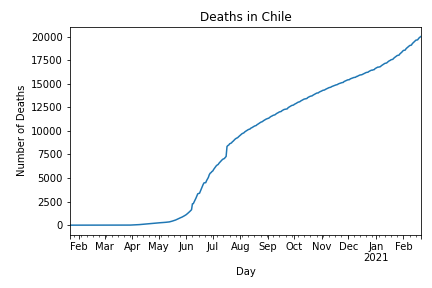 Deaths in Chile
Number of Deaths
20000
17500
15000
12500
10000
7500
5000
2500
0
Feb Mar Apr May Jun Jul Aug Sep Oct Nov Dec Jan Feb
2021
Day